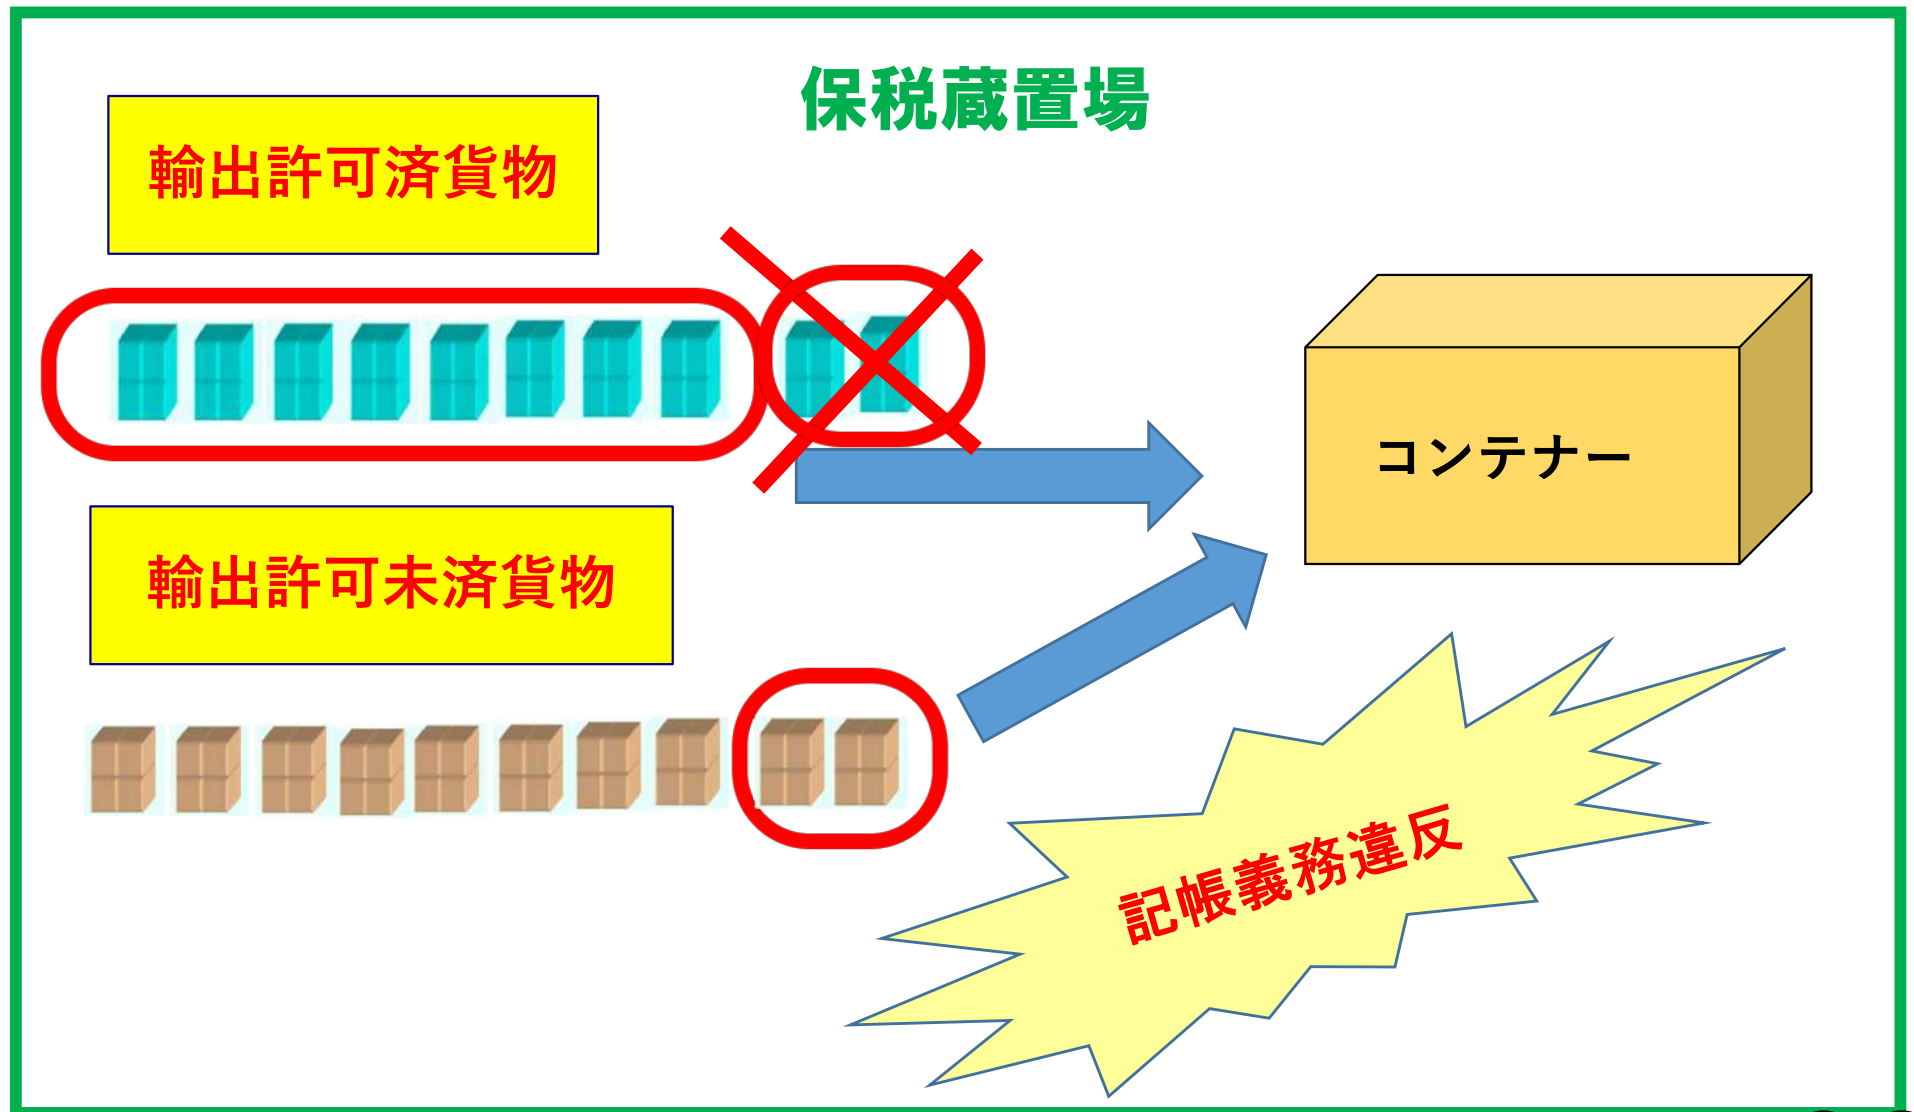 保税蔵置場
輸出許可済貨物
コンテナー
輸出許可未済貨物
記帳義務違反